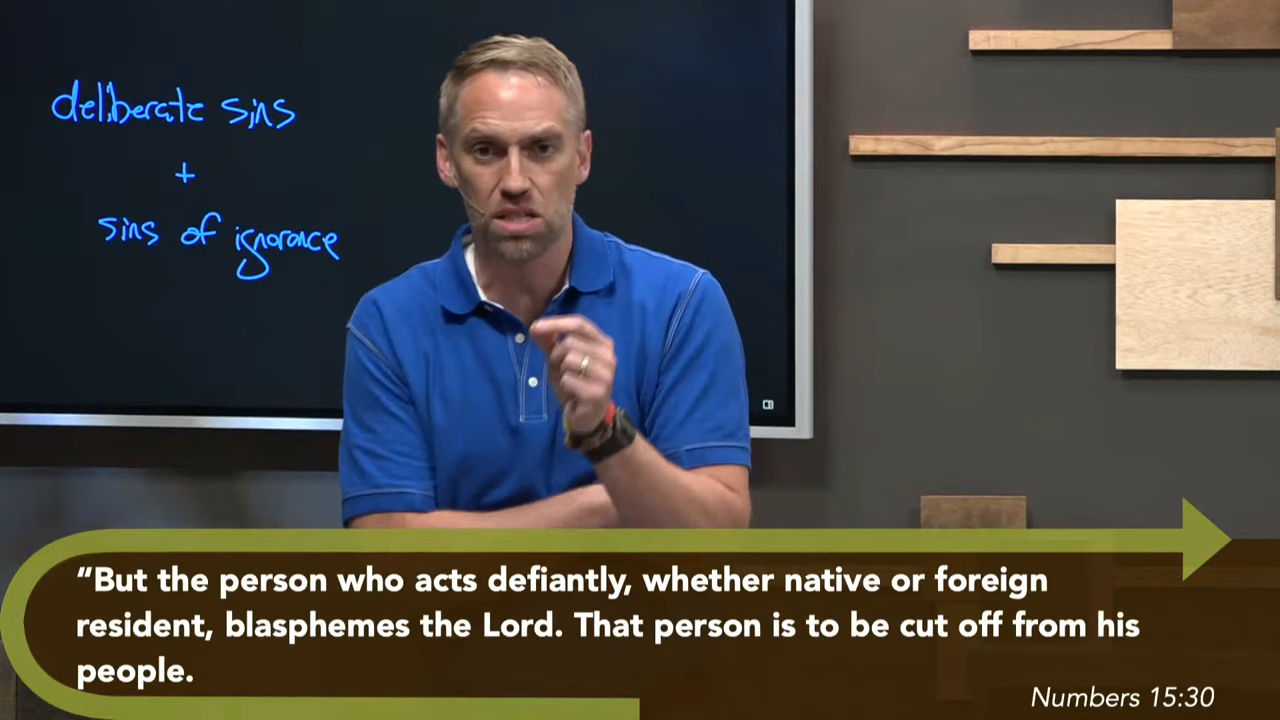 deliberate sins
+
sins of ignorance
“But the person who acts defiantly, whether native or foreign
resident, blasphemes the Lord. That person is to be cut off from his
people.
Numbers 15:30